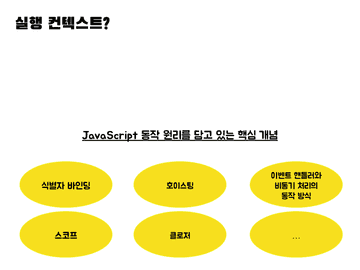 실행 컨텍스트?
JavaScript 동작 원리를 담고 있는 핵심 개념
식별자 바인딩
호이스팅
이벤트 핸들러와
비동기 처리의
동작 방식
스코프
클로저
...